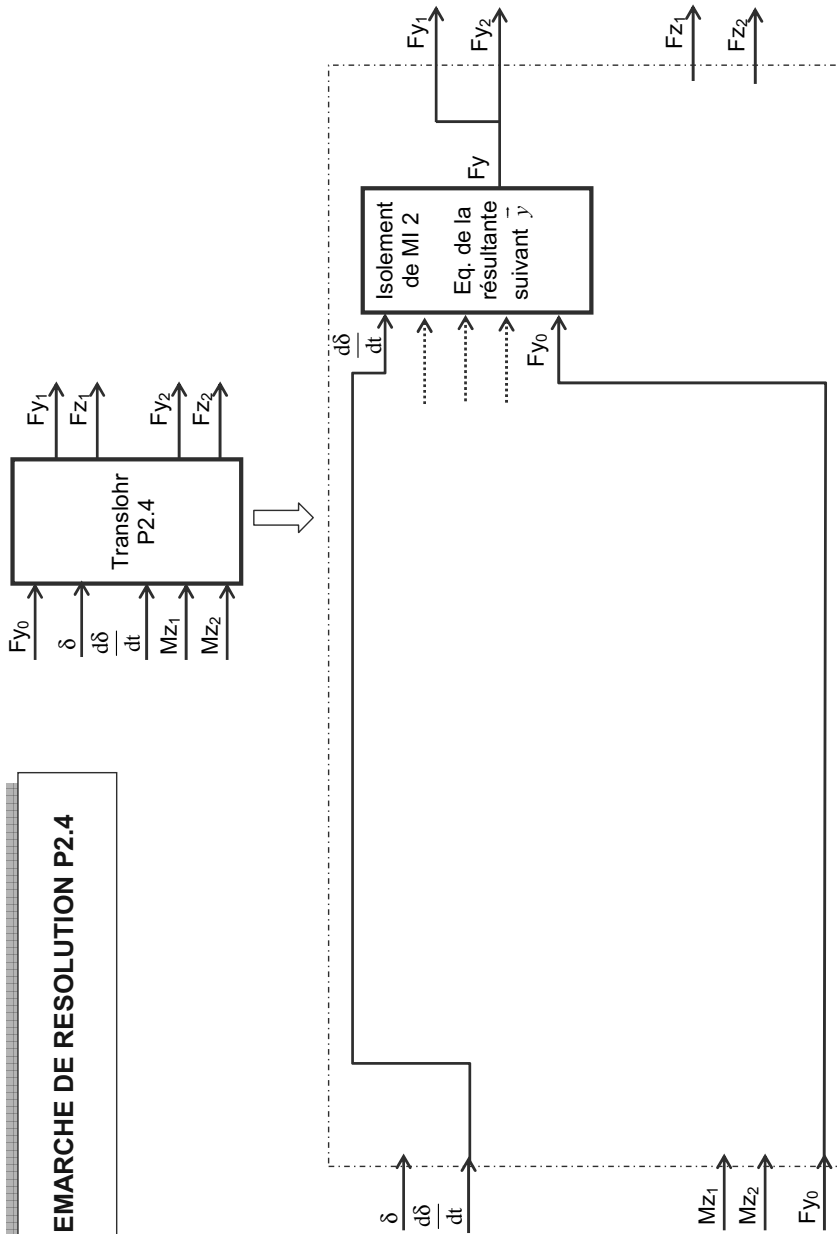 EMARCHE DE RESOLUTION P2.4
Fy0
δ
dδ
dt
Mz1
Mz2
Translohr
P2.4
Fy1
Fz1
Fy2
Fz2
δ
dδ
dt
Mz1
Mz2
Fy0
dδ
dt
Fy0
Isolement
de MI 2
Eq. de la
résultante
suivant y⃗
Fy
Fy1
Fy2
Fz1
Fz2